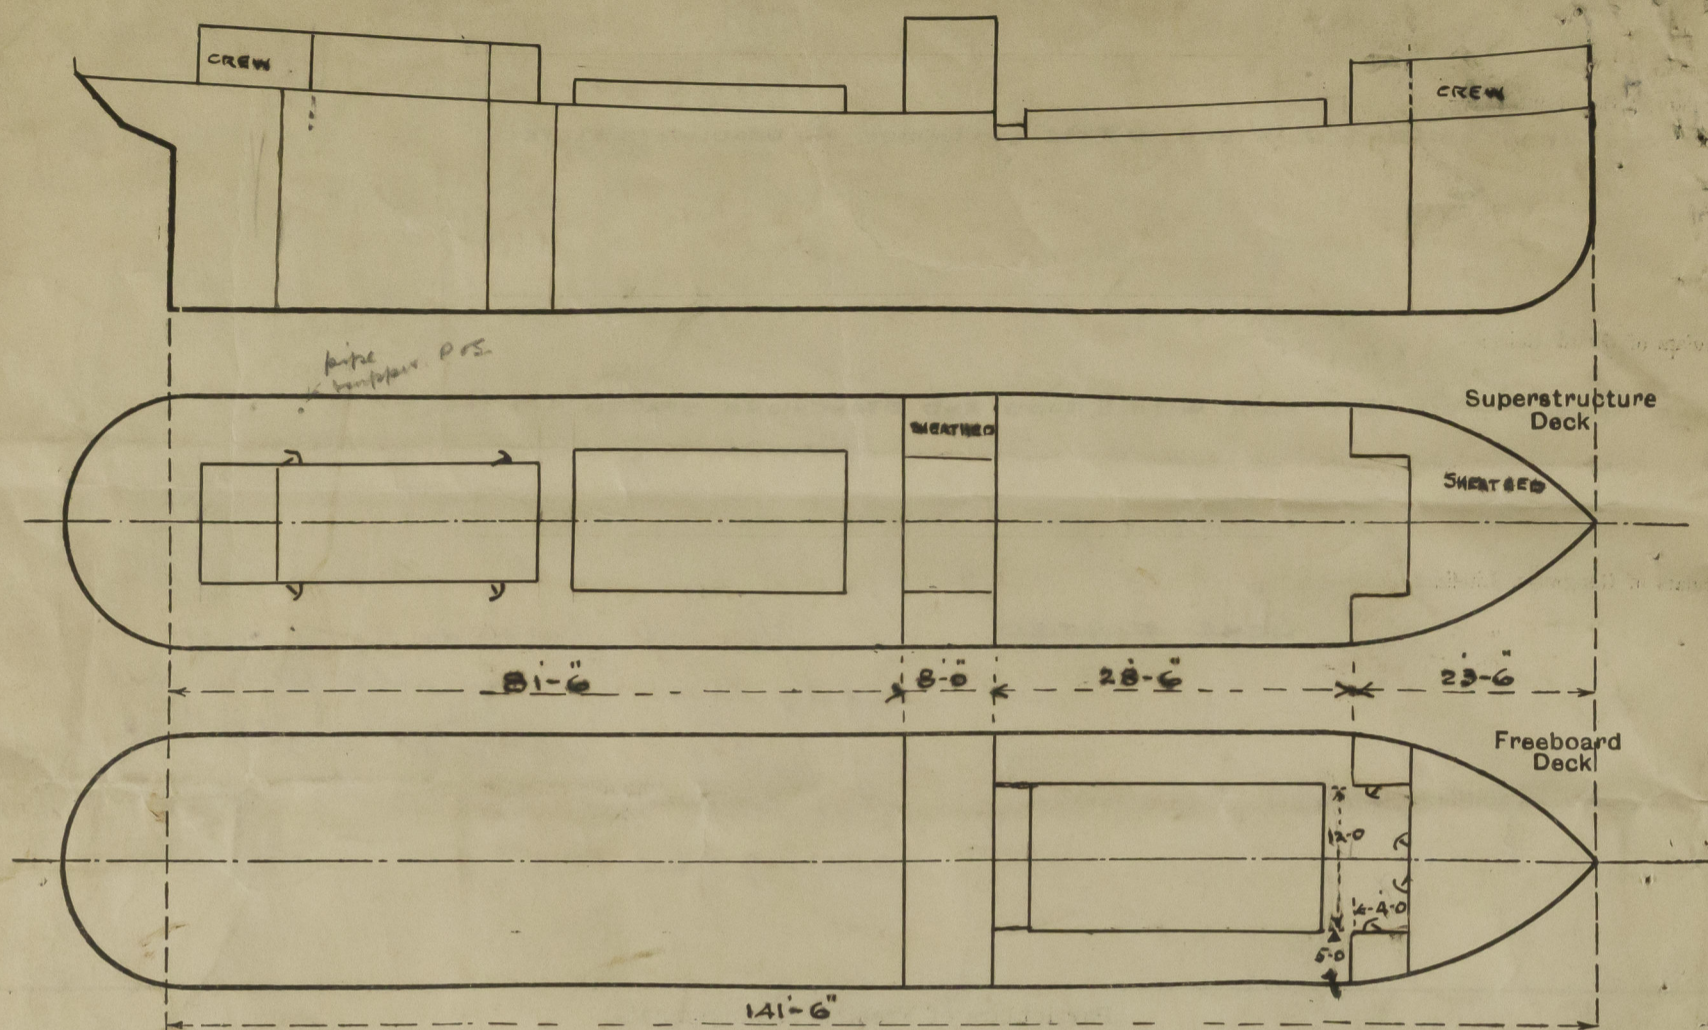 CREW
CREW
pipe
Superstructure
Deck
SHEATHED
SHEATHED
81'-6"
8'-0"
28'-6"
23'-6"
Freeboard
Deck
12-0
4-0
5-0
141'-6"